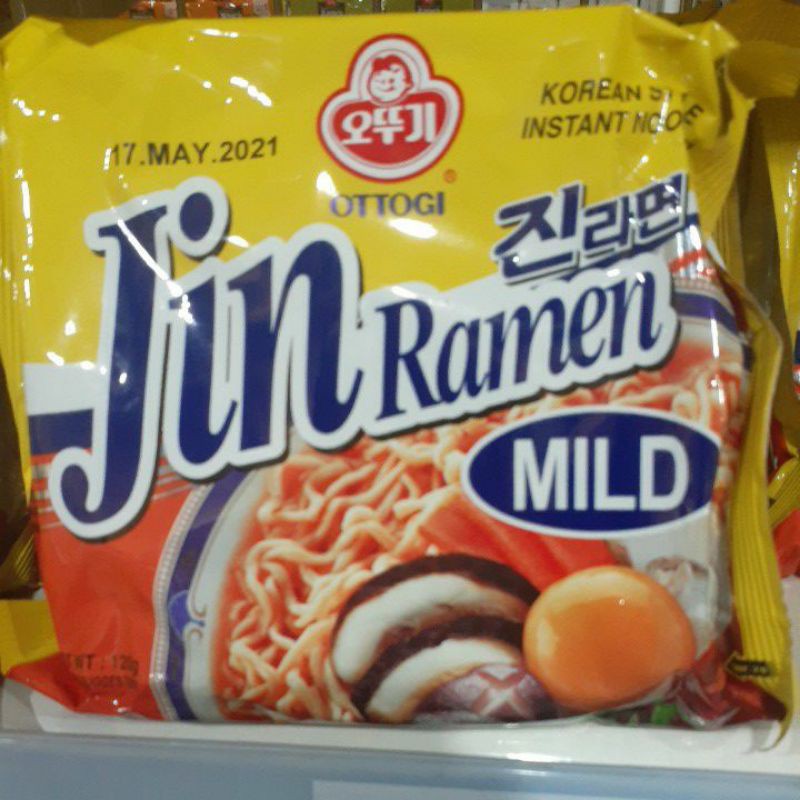 오뚜기
OTTOGI
17.MAY.2021
KOREAN
INSTANT
진라면
Jin Ramen
MILD